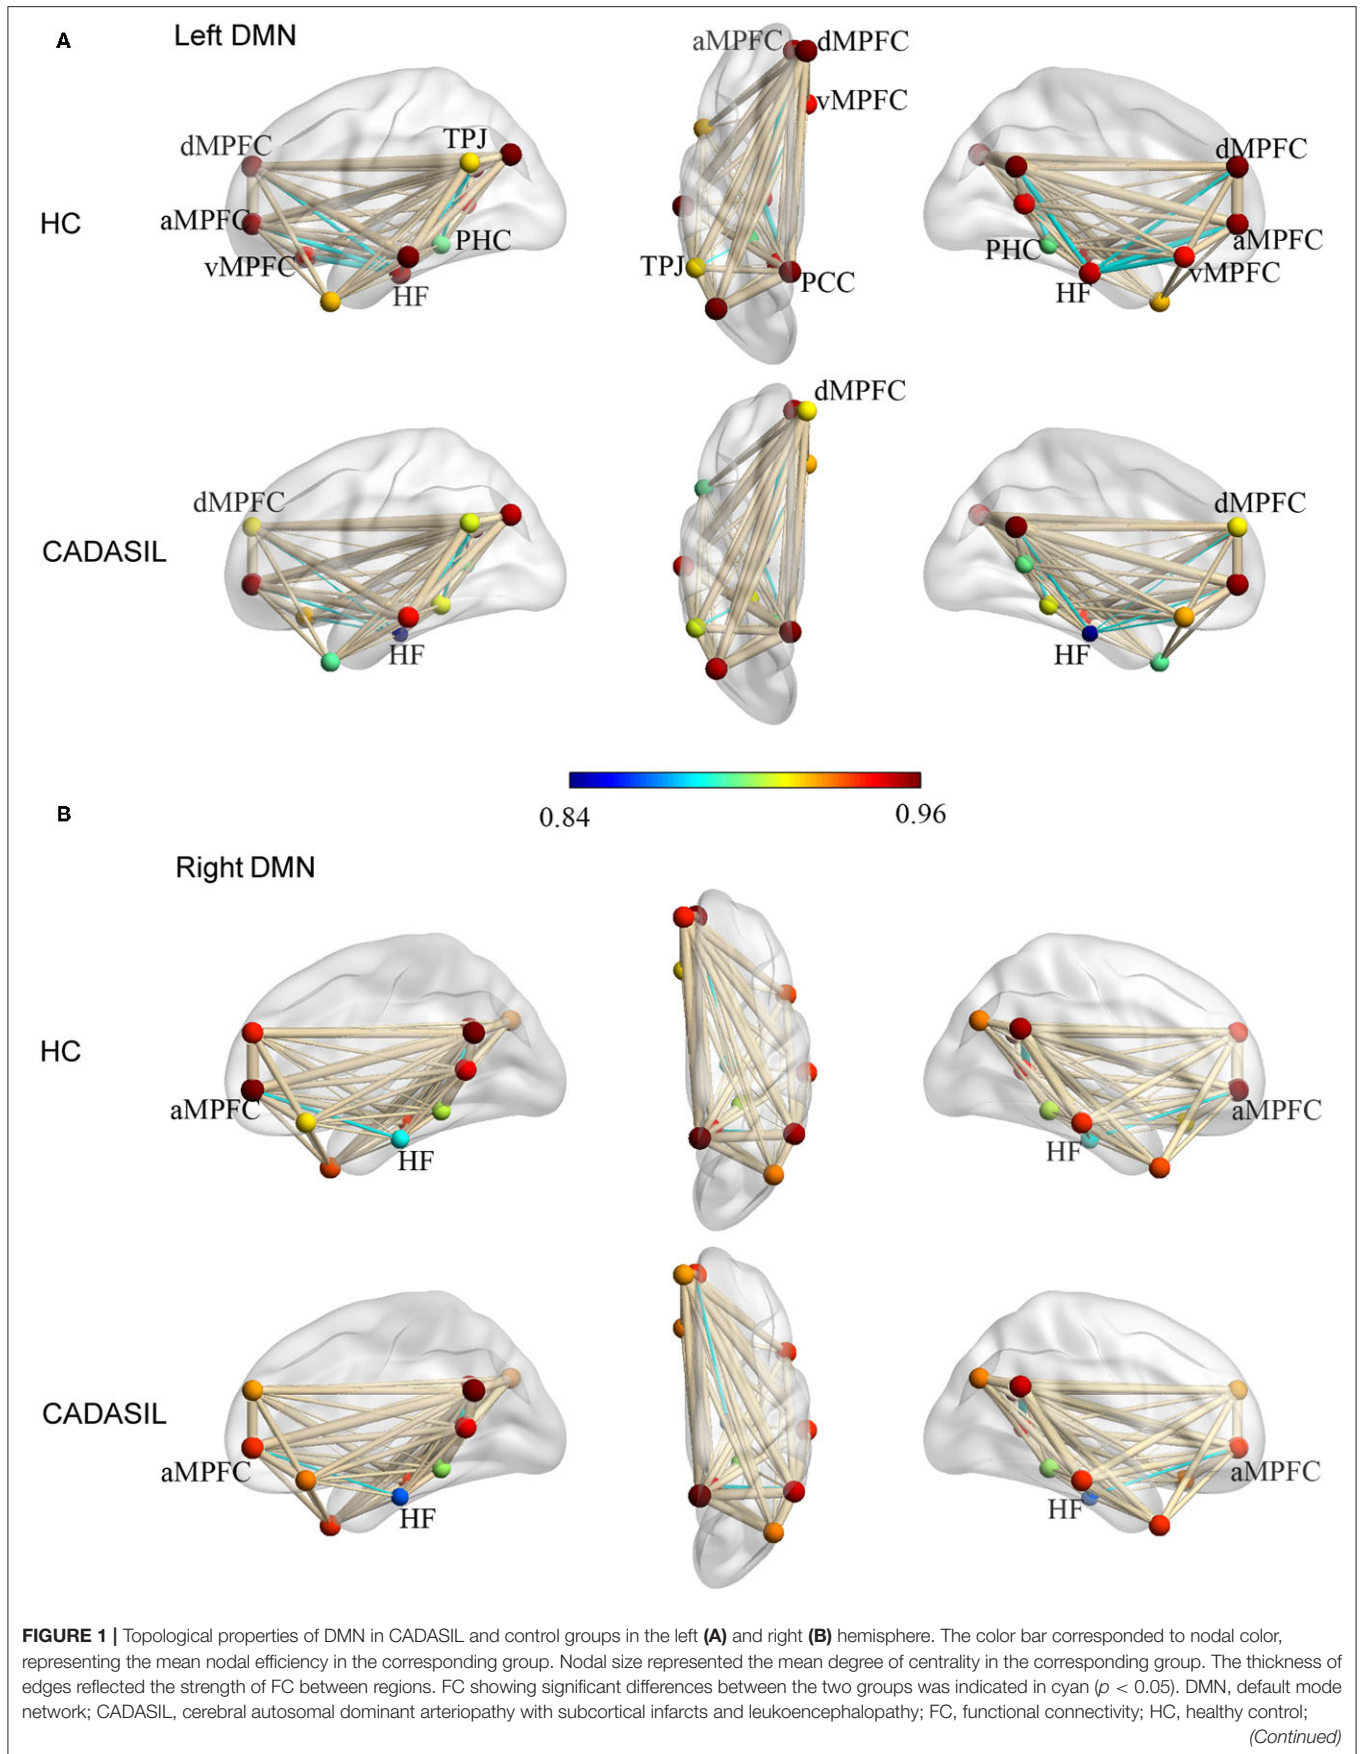 A
Left DMN
aMPFC
dMPFC
vMPFC
TPJ
PCC
HC
dMPFC
TPJ
aMPFC
vMPFC
PHC
HF
dMPFC
aMPFC
PHC
vMPFC
HF
CADASIL
dMPFC
HF
dMPFC
dMPFC
HF
0.84
0.96
B
Right DMN
HC
aMPFC
HF
aMPFC
HF
CADASIL
aMPFC
HF
aMPFC
HF
FIGURE 1 | Topological properties of DMN in CADASIL and control groups in the left (A) and right (B) hemisphere. The color bar corresponded to nodal color,
representing the mean nodal efficiency in the corresponding group. Nodal size represented the mean degree of centrality in the corresponding group. The thickness of
edges reflected the strength of FC between regions. FC showing significant differences between the two groups was indicated in cyan (p < 0.05). DMN, default mode
network; CADASIL, cerebral autosomal dominant arteriopathy with subcortical infarcts and leukoencephalopathy; FC, functional connectivity; HC, healthy control;
(Continued)